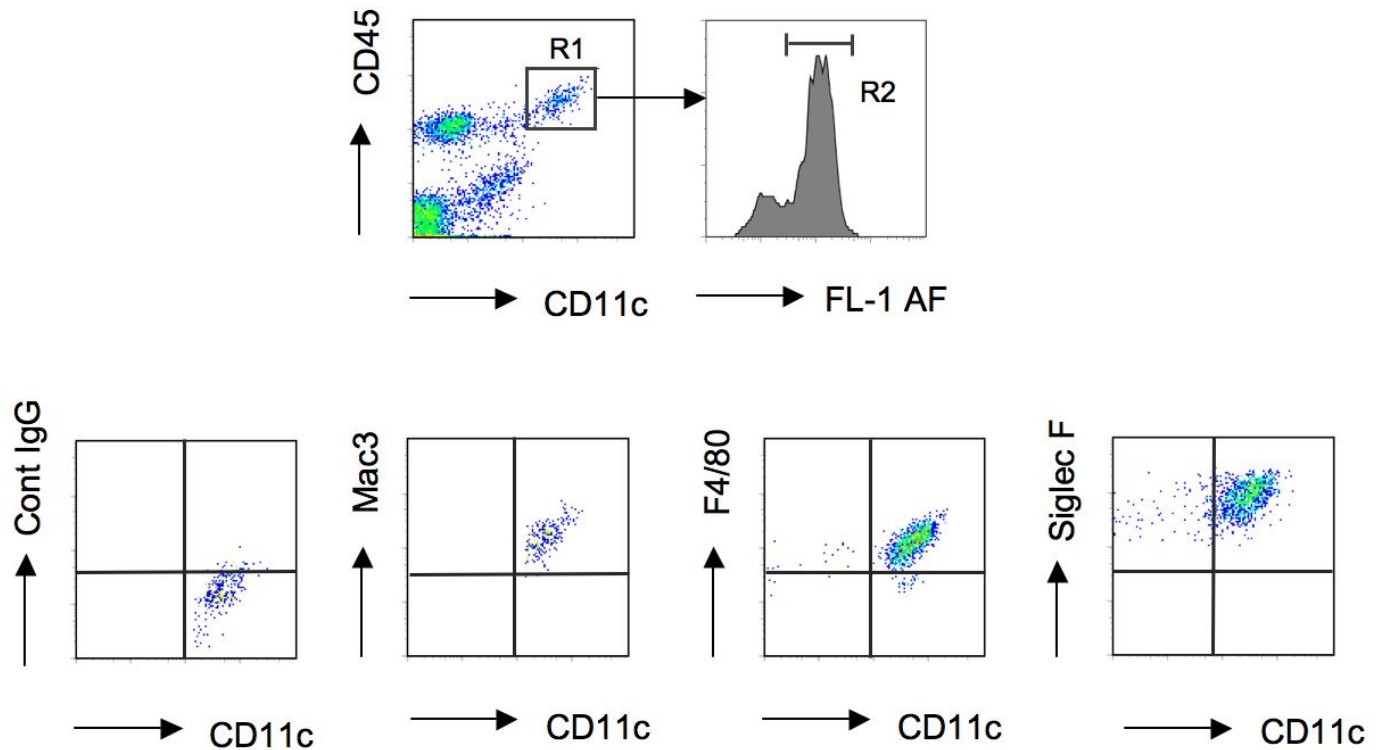 CD45
R1
R2
CD11c
FL-1 AF
Cont IgG
Mac3
F4/80
Siglec F
CD11c
CD11c
CD11c
CD11c